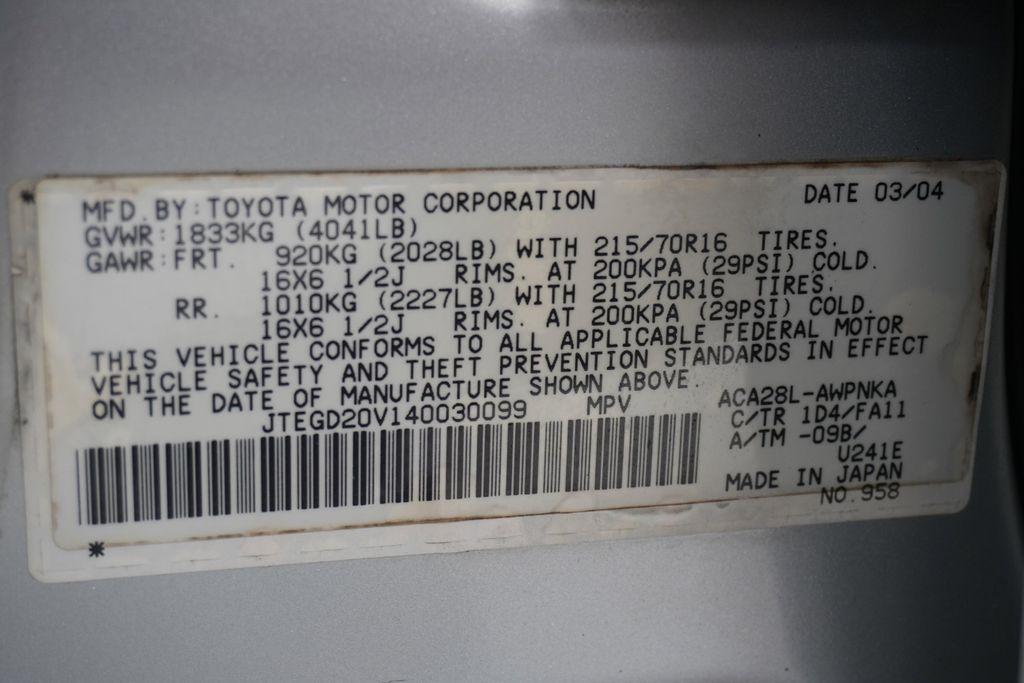 MFD. BY: TOYOTA MOTOR CORPORATION DATE 03/04
GVWR: 1833KG (4041LB)
GAWR: FRT. 920KG (2028LB) WITH 215/70R16 TIRES.
16X6 1/2J RIMS. AT 200KPA (29PSI) COLD.
RR. 1010KG (2227LB) WITH 215/70R16 TIRES.
16X6 1/2J RIMS. AT 200KPA (29PSI) COLD.
THIS VEHICLE CONFORMS TO ALL APPLICABLE FEDERAL MOTOR
VEHICLE SAFETY AND THEFT PREVENTION STANDARDS IN EFFECT
ON THE DATE OF MANUFACTURE SHOWN ABOVE.
JTEGD20V140030099 MPV
ACA28L-AWPNKA
C/TR 1D4/FA11
A/TM -09B/
U241E
MADE IN JAPAN
NO. 958